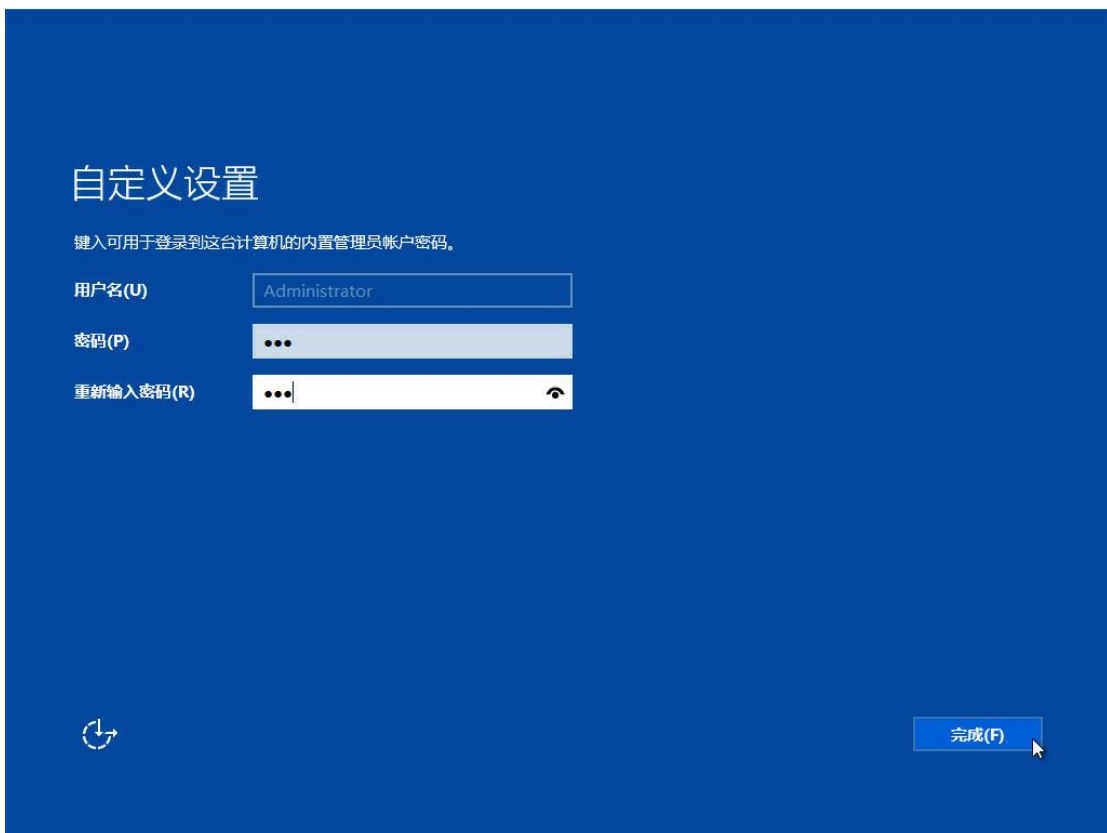 自定义设置
键入可用于登录到这台计算机的内置管理员帐户密码。
用户名(U)
Administrator
密码(P)
●●●
重新输入密码(R)
●●●
完成(F)